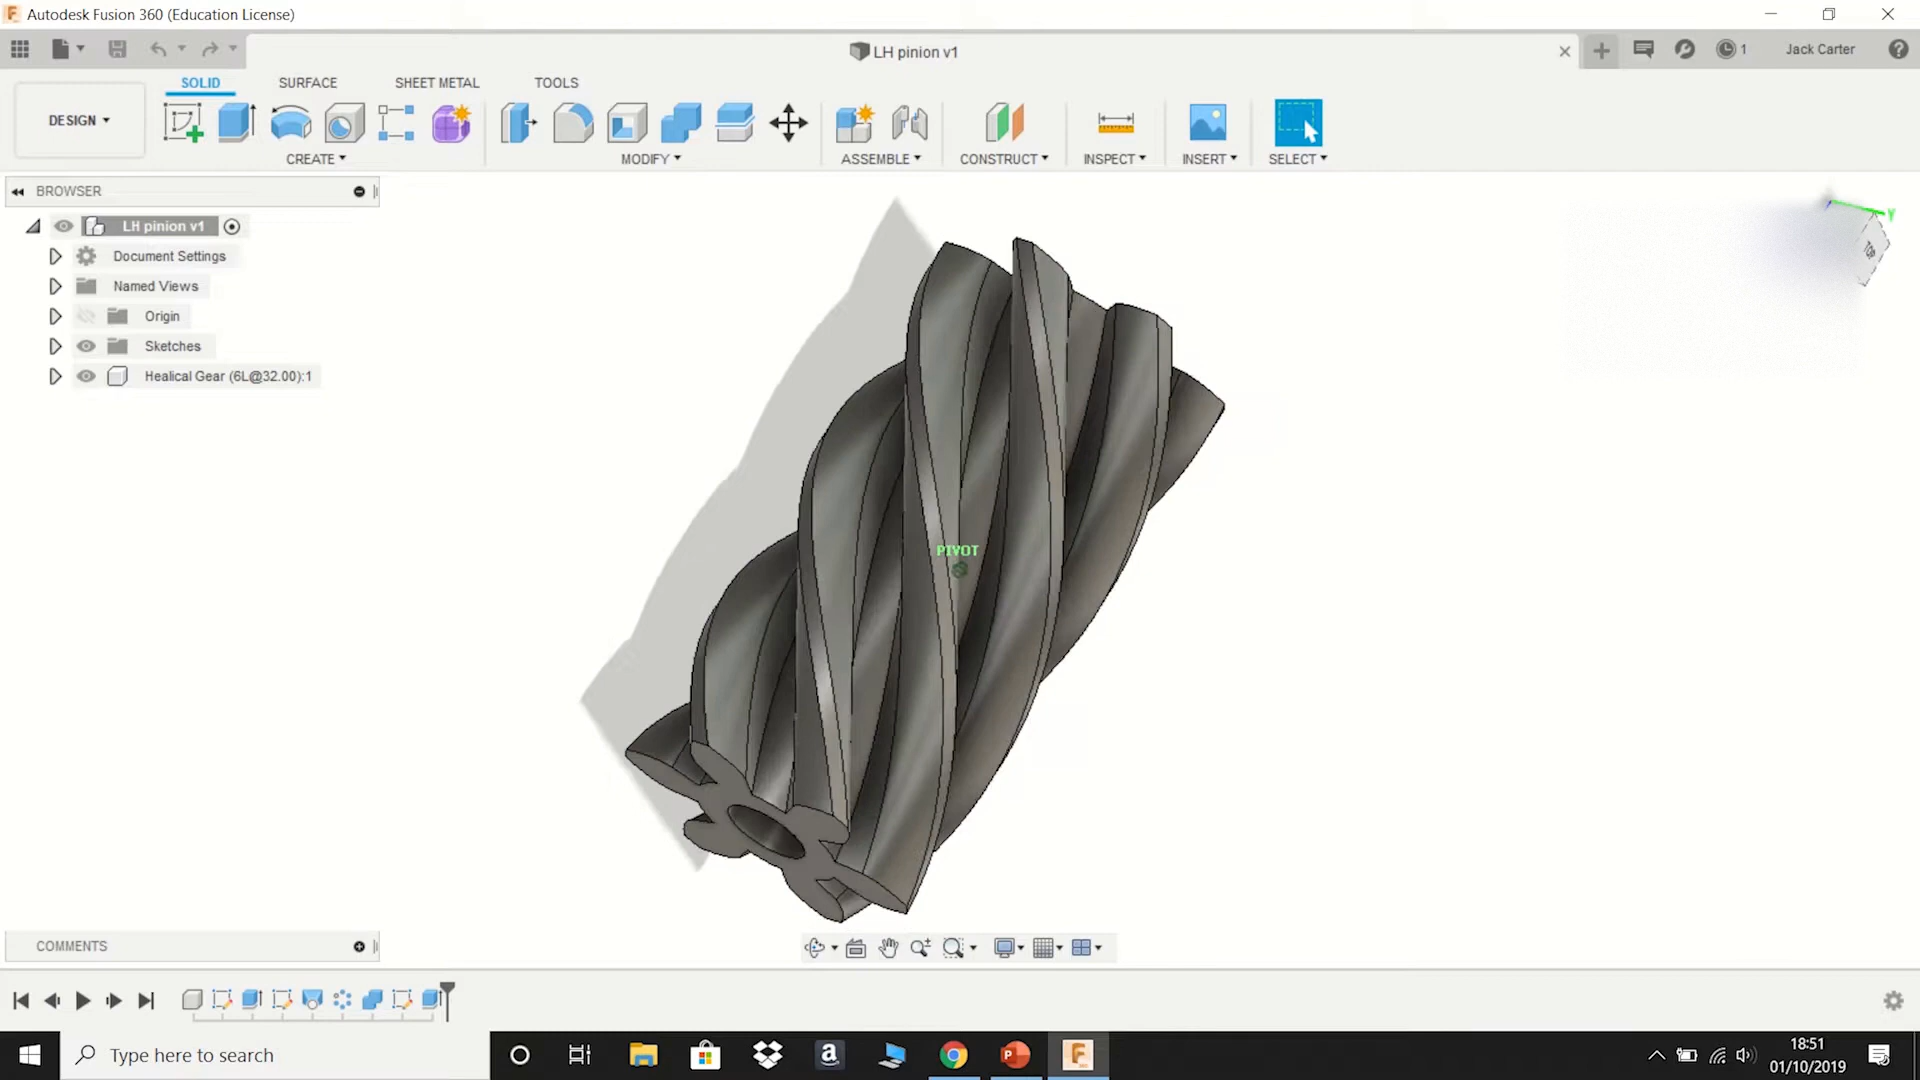 Autodesk Fusion 360 (Education License)
LH pinion v1
1
Jack Carter
DESIGN
SOLID
SURFACE
SHEET METAL
TOOLS
CREATE
MODIFY
ASSEMBLE
CONSTRUCT
INSPECT
INSERT
SELECT
BROWSER
LH pinion v1
Document Settings
Named Views
Origin
Sketches
Healical Gear (6L@32.00):1
Y
PIVOT
COMMENTS
Type here to search
18:51
01/10/2019